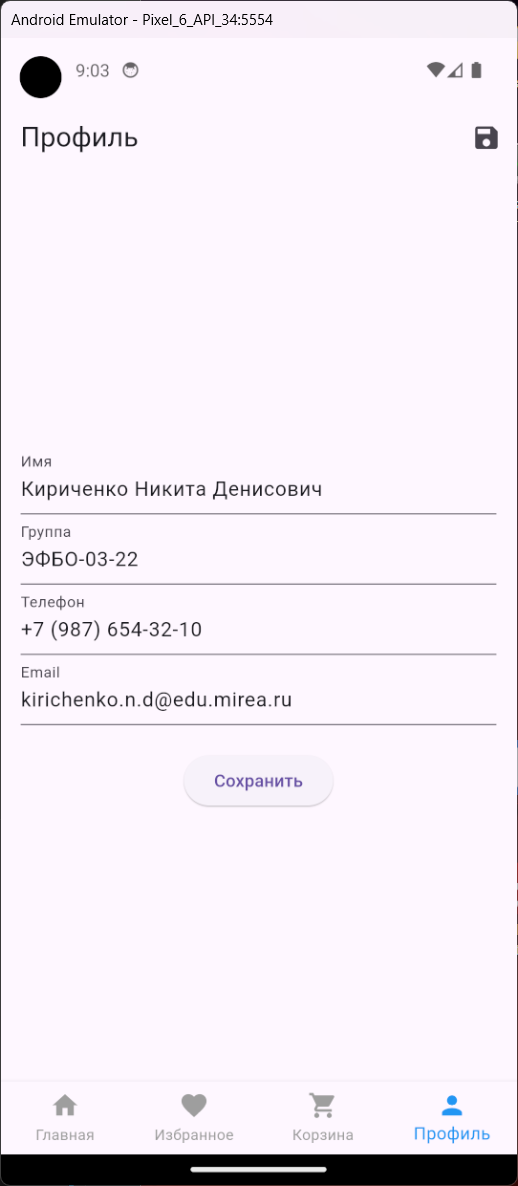 Android Emulator - Pixel_6_API_34:5554
9:03
Профиль
Имя
Кириченко Никита Денисович
Группа
ЭФБО-03-22
Телефон
+7 (987) 654-32-10
Email
kirichenko.n.d@edu.mirea.ru
Сохранить
Главная Избранное Корзина Профиль